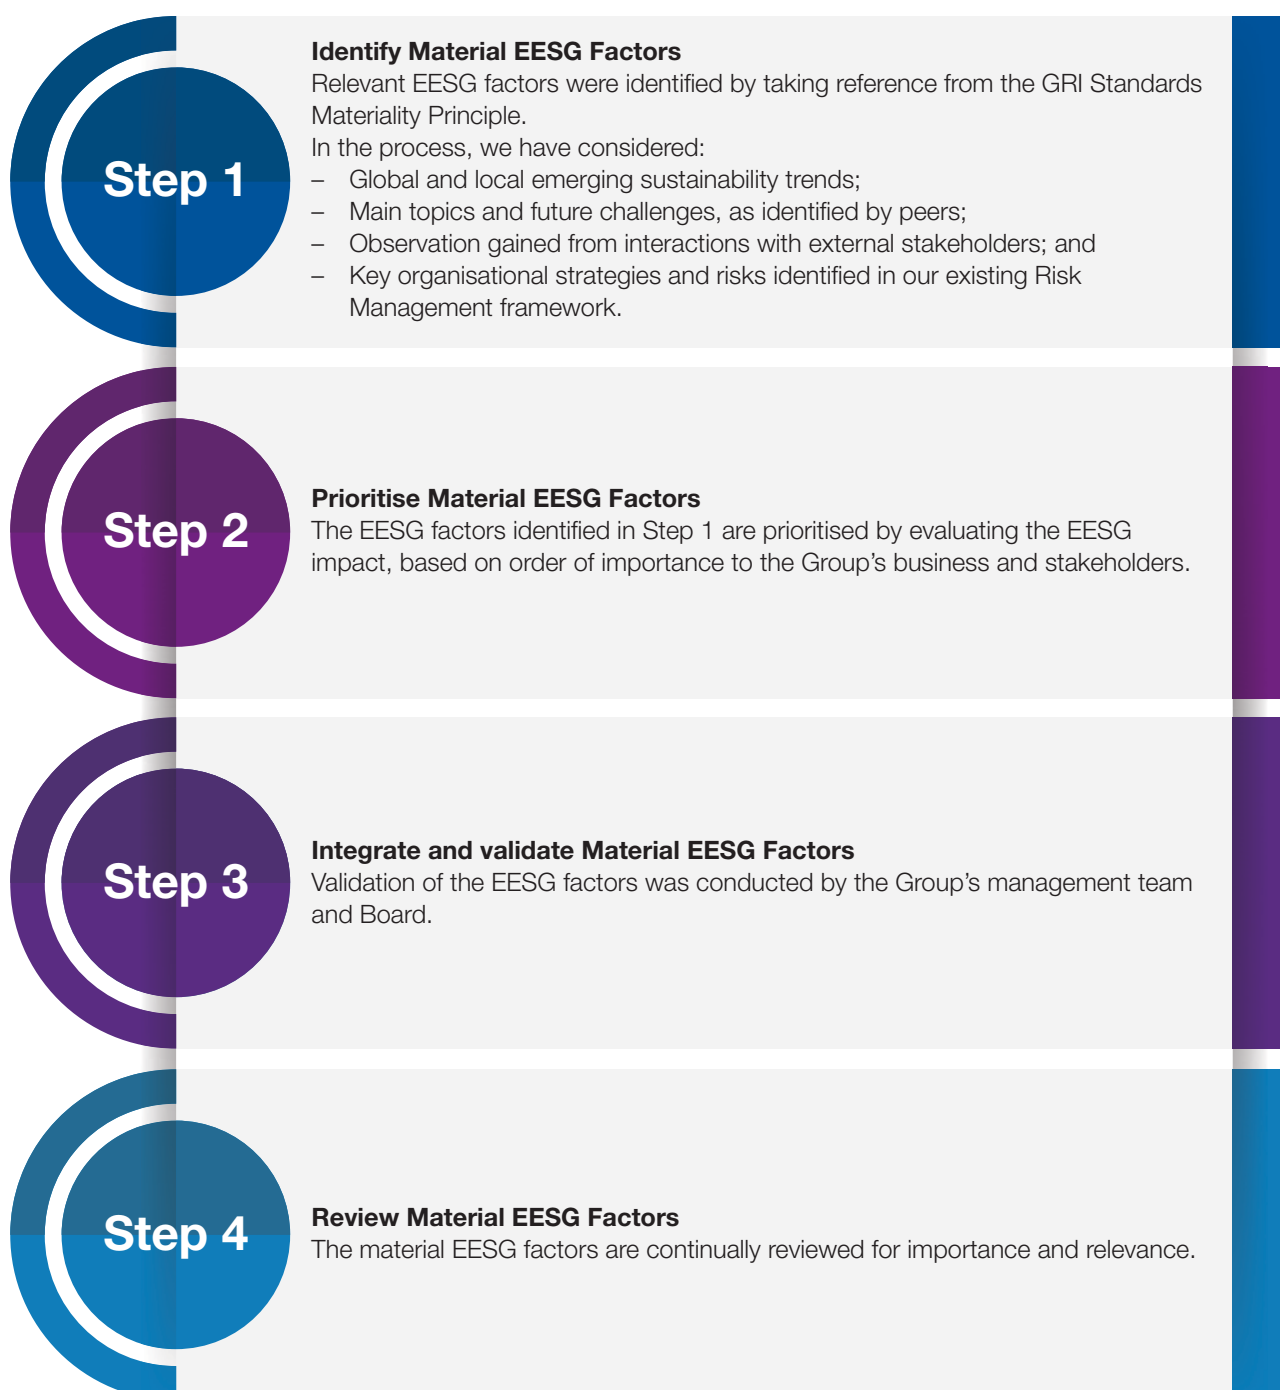 Step 1
Identify Material EESG Factors
Relevant EESG factors were identified by taking reference from the GRI Standards
Materiality Principle.
In the process, we have considered:
– Global and local emerging sustainability trends;
– Main topics and future challenges, as identified by peers;
– Observation gained from interactions with external stakeholders; and
– Key organisational strategies and risks identified in our existing Risk
Management framework.
Step 2
Prioritise Material EESG Factors
The EESG factors identified in Step 1 are prioritised by evaluating the EESG
impact, based on order of importance to the Group’s business and stakeholders.
Step 3
Integrate and validate Material EESG Factors
Validation of the EESG factors was conducted by the Group’s management team
and Board.
Step 4
Review Material EESG Factors
The material EESG factors are continually reviewed for importance and relevance.